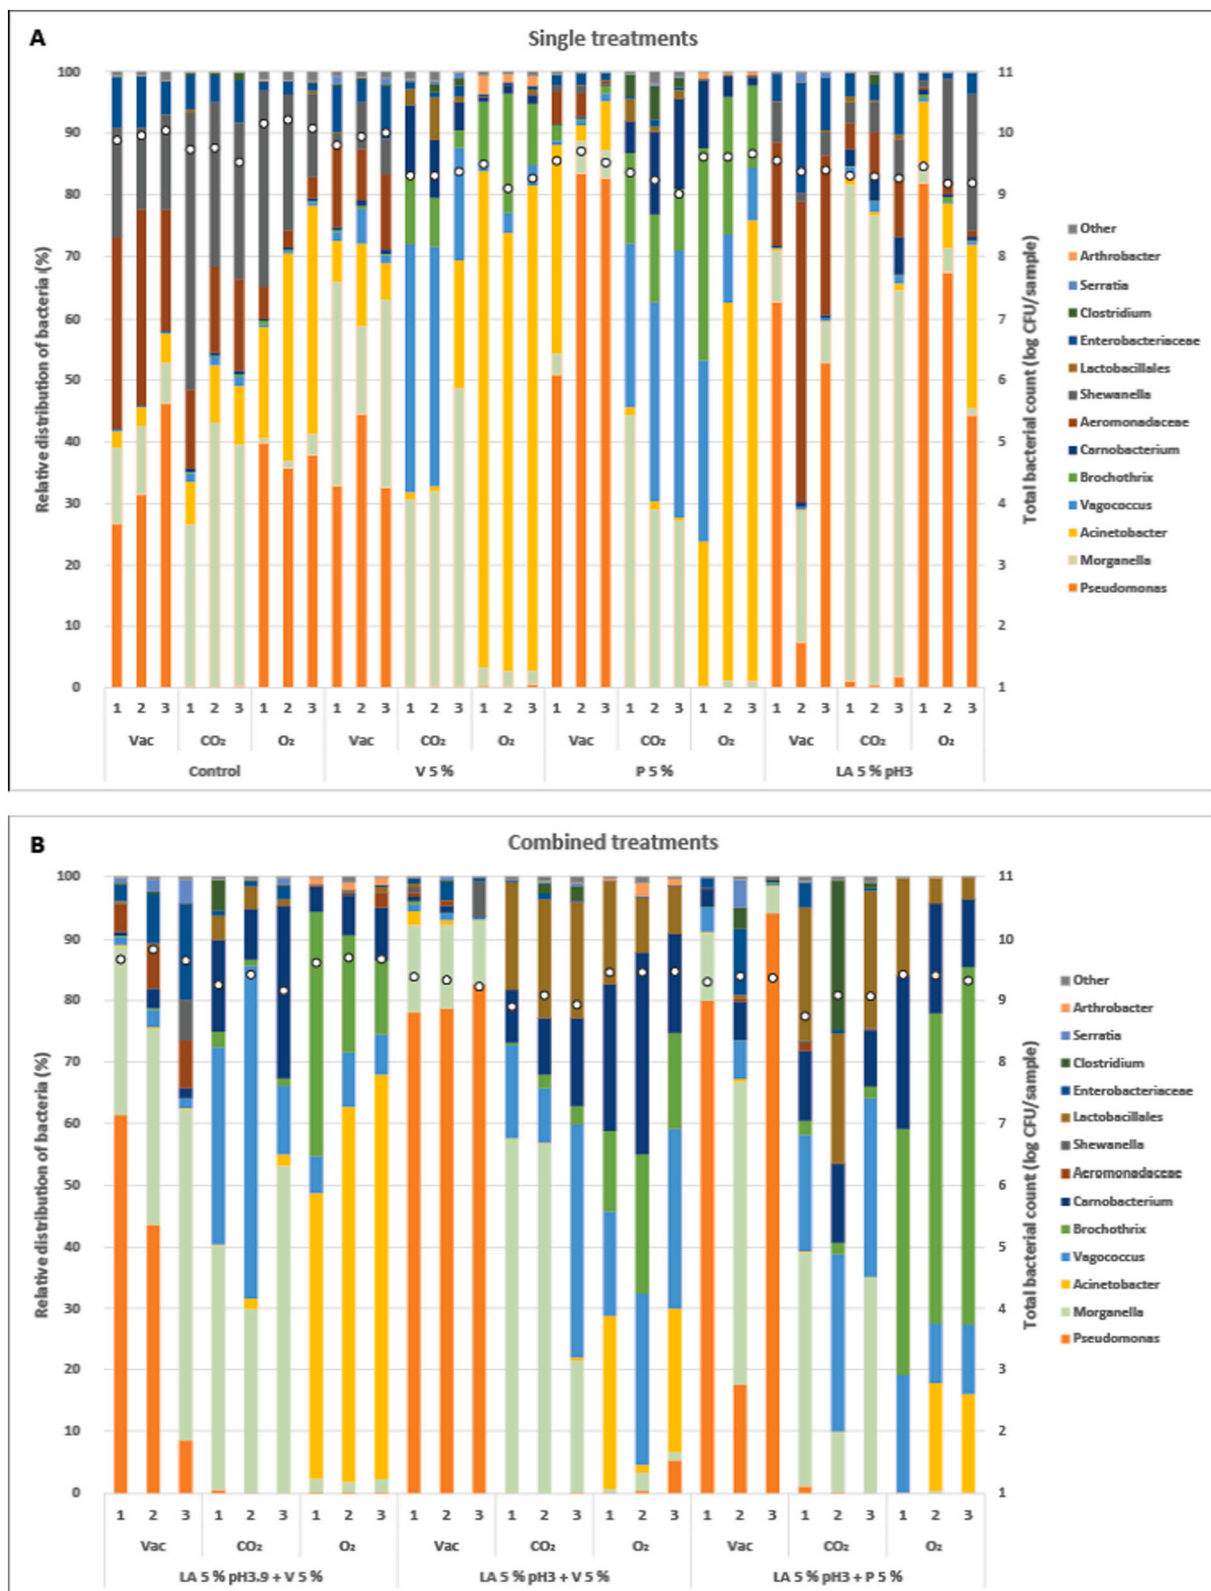 A
Single treatments
100
90
80
70
60
50
40
30
20
10
0
Relative distribution of bacteria (%)
11
10
9
8
7
6
5
4
3
2
1
Total bacterial count (log CFU/sample)
Other
Arthrobacter
Serratia
Clostridium
Enterobacteriaceae
Lactobacillales
Shewanella
Aeromonadaceae
Carnobacterium
Brochothrix
Vagococcus
Acinetobacter
Morganella
Pseudomonas
1 2 3 1 2 3 1 2 3 1 2 3 1 2 3 1 2 3 1 2 3 1 2 3 1 2 3 1 2 3 1 2 3 1 2 3
Vac CO₂ O₂ Vac CO₂ O₂ Vac CO₂ O₂ Vac CO₂ O₂
Control V 5 % P 5 % LA 5 % pH3
B
Combined treatments
100
90
80
70
60
50
40
30
20
10
0
Relative distribution of bacteria (%)
11
10
9
8
7
6
5
4
3
2
1
Total bacterial count (log CFU/sample)
Other
Arthrobacter
Serratia
Clostridium
Enterobacteriaceae
Lactobacillales
Shewanella
Aeromonadaceae
Carnobacterium
Brochothrix
Vagococcus
Acinetobacter
Morganella
Pseudomonas
1 2 3 1 2 3 1 2 3 1 2 3 1 2 3 1 2 3 1 2 3 1 2 3 1 2 3
Vac CO₂ O₂ Vac CO₂ O₂ Vac CO₂ O₂
LA 5 % pH3.9 + V 5 % LA 5 % pH3 + V 5 % LA 5 % pH3 + P 5 %